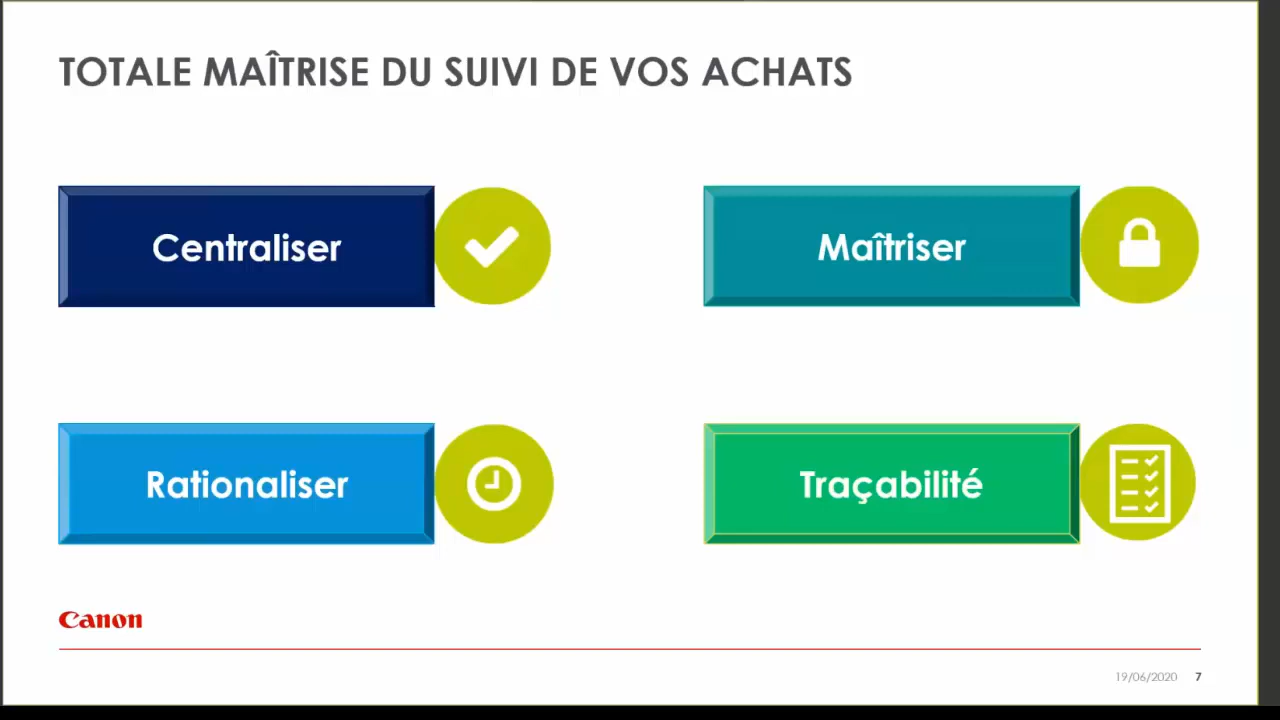 TOTALE MAÎTRISE DU SUIVI DE VOS ACHATS
Centraliser
Maîtriser
Rationaliser
Traçabilité
Canon
19/06/2020 7